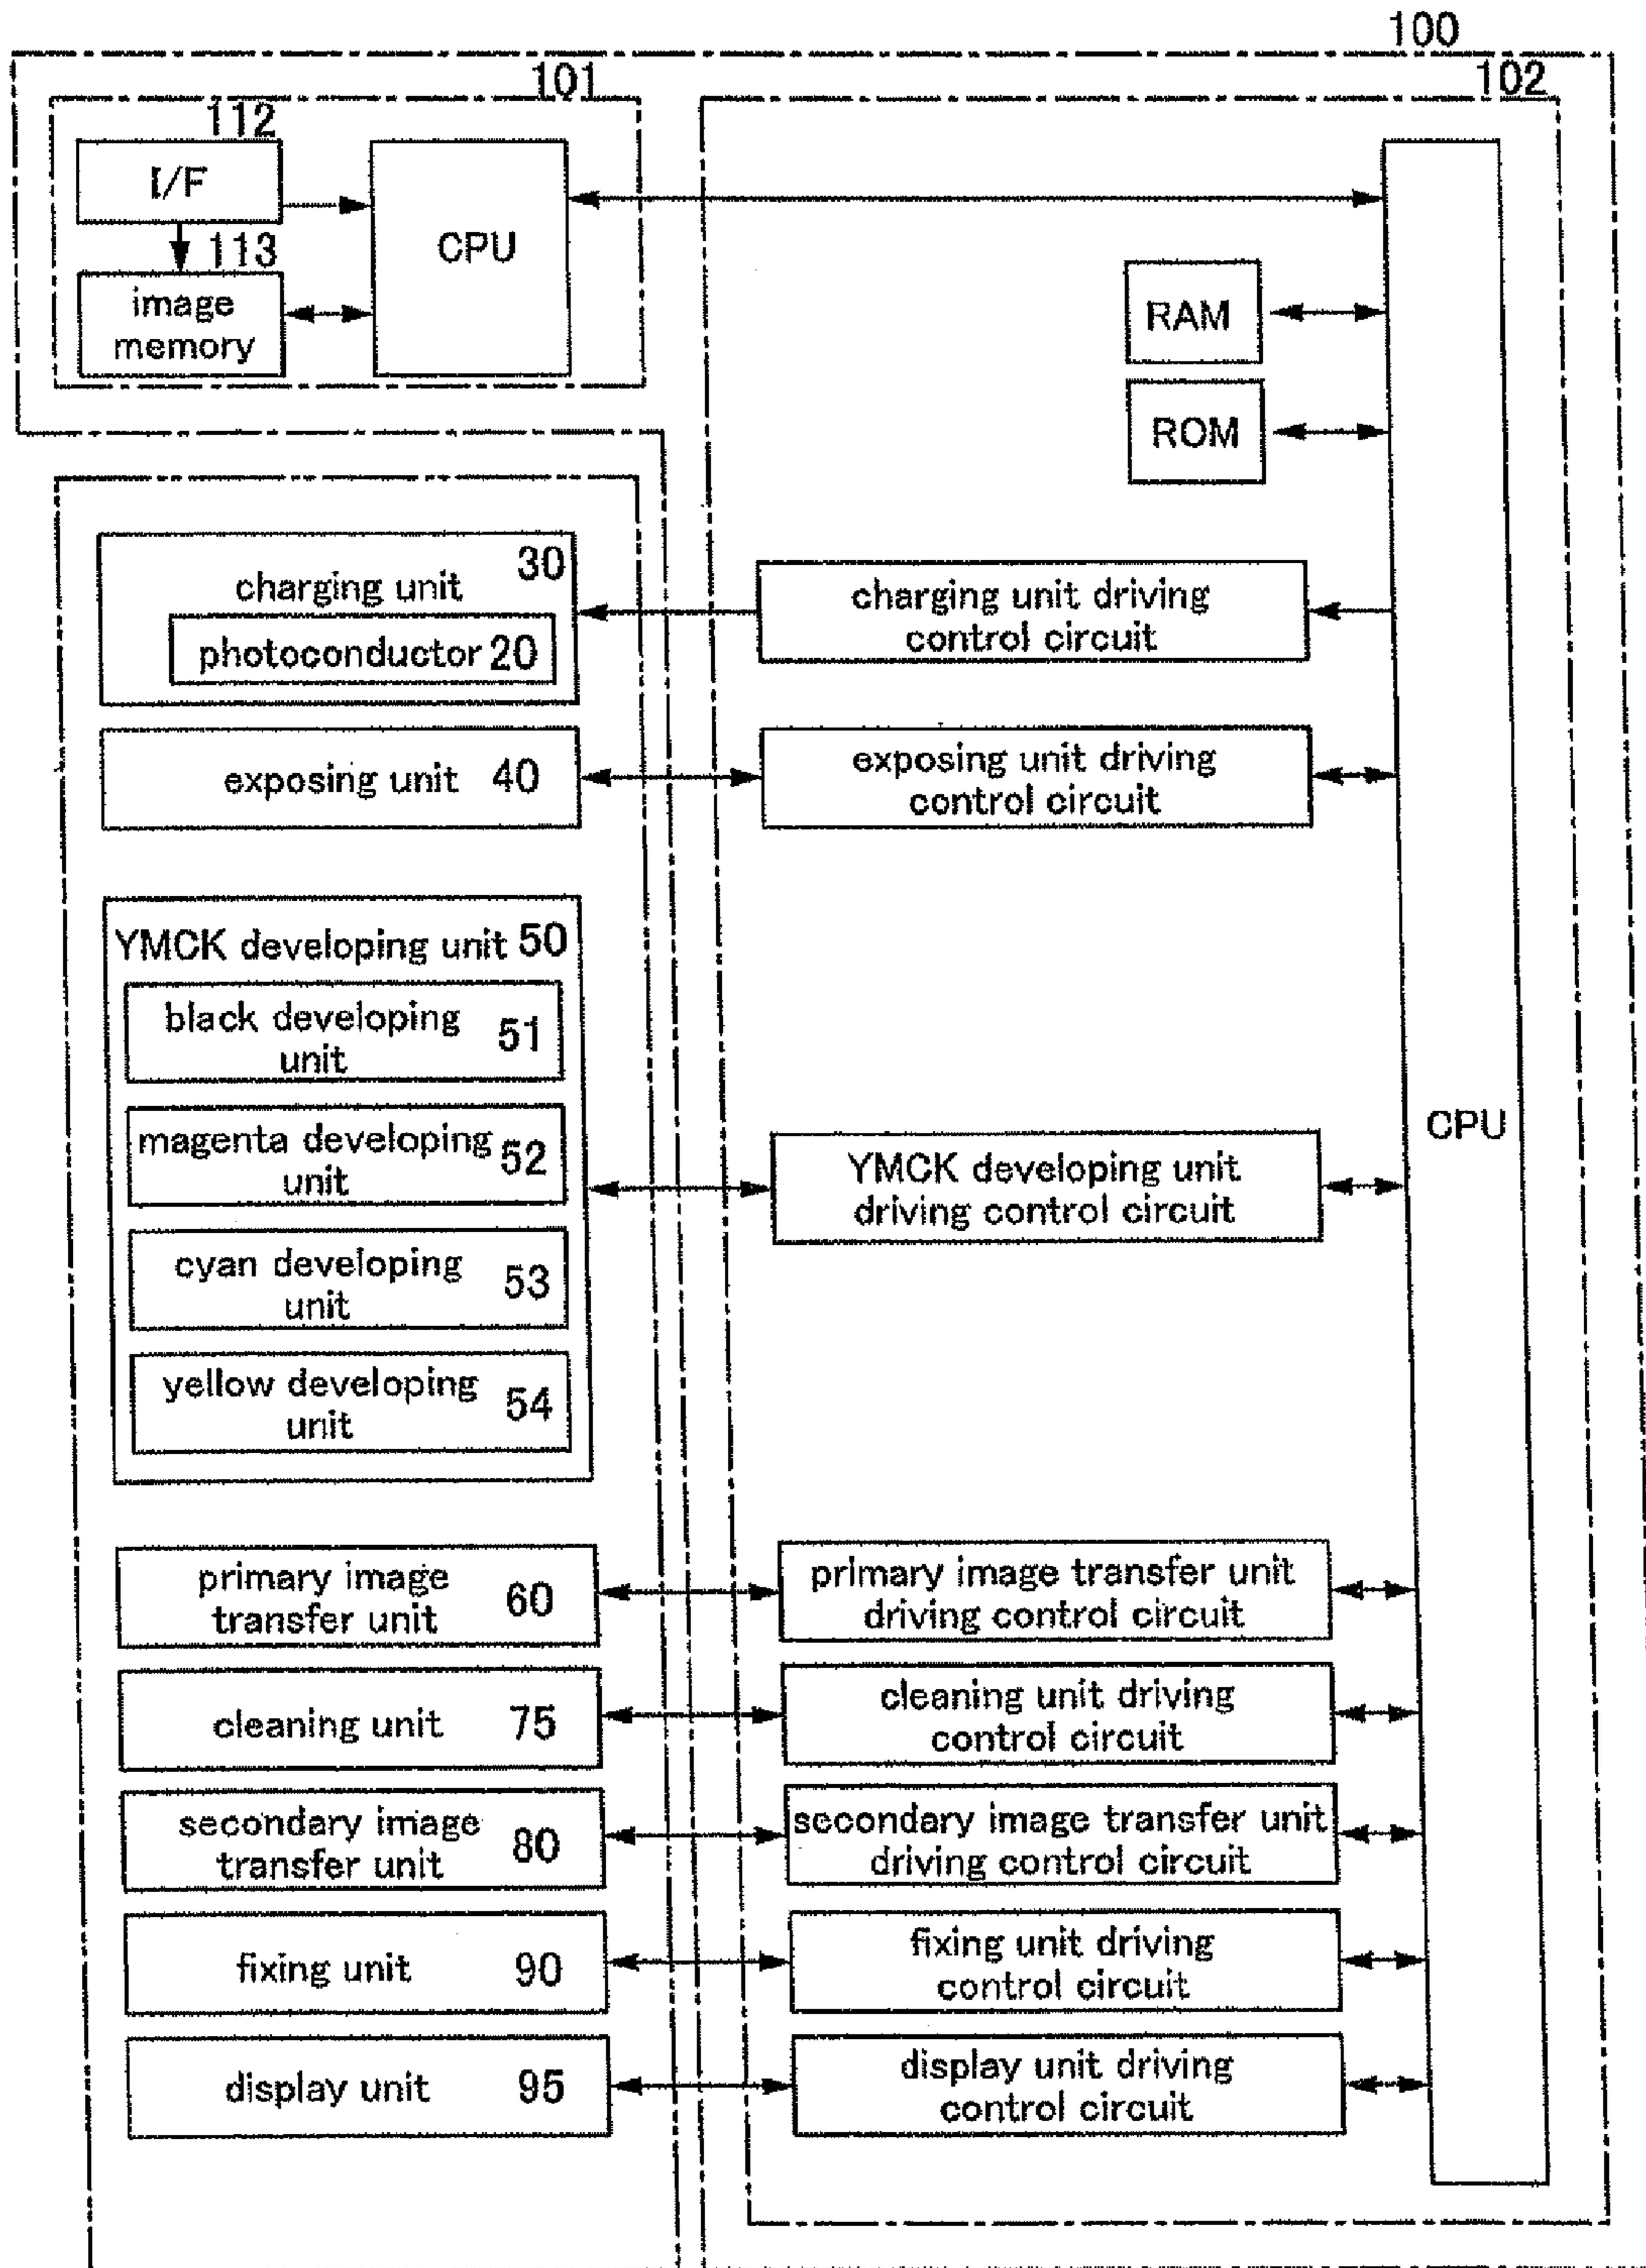 100
101
102
112
I/F
CPU
113
image
memory
RAM
ROM
30
charging unit
photoconductor 20
charging unit driving
control circuit
exposing unit 40
exposing unit driving
control circuit
YMCK developing unit 50
black developing
unit
51
magenta developing
unit
52
cyan developing
unit
53
yellow developing
unit
54
YMCK developing unit
driving control circuit
CPU
primary image
transfer unit
60
primary image transfer unit
driving control circuit
cleaning unit 75
cleaning unit driving
control circuit
secondary image
transfer unit
80
secondary image transfer unit
driving control circuit
fixing unit 90
fixing unit driving
control circuit
display unit 95
display unit driving
control circuit